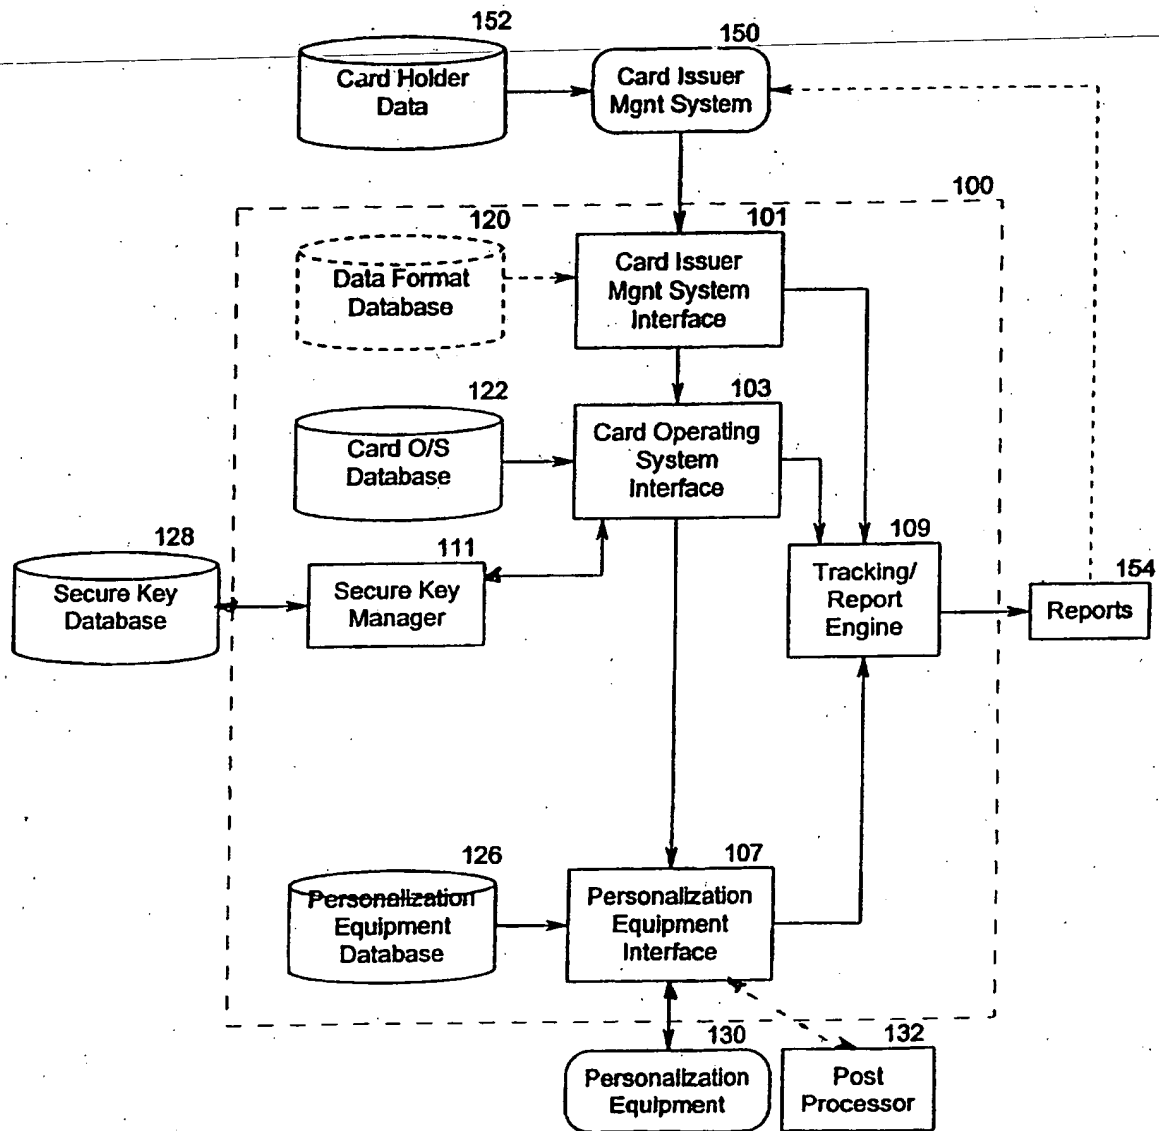 152
150
Card Holder
Data
Card Issuer
Mgnt System
100
120
101
Data Format
Database
Card Issuer
Mgnt System
Interface
122
103
Card O/S
Database
Card Operating
System
Interface
128
111
109
154
Secure Key
Database
Secure Key
Manager
Tracking/
Report
Engine
Reports
126
107
Personalization
Equipment
Database
Personalization
Equipment
Interface
130
132
Personalization
Equipment
Post
Processor